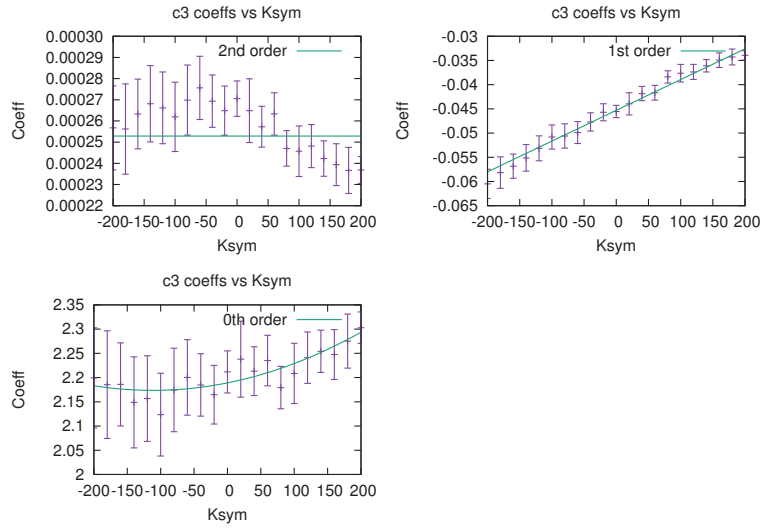 c3 coeffs vs Ksym
0.00030
0.00029
0.00028
0.00027
0.00026
0.00025
0.00024
0.00023
0.00022
Coeff
2nd order
-200 -150 -100 -50 0 50 100 150 200
Ksym
c3 coeffs vs Ksym
-0.03
-0.035
-0.04
-0.045
-0.05
-0.055
-0.06
-0.065
Coeff
1st order
-200 -150 -100 -50 0 50 100 150 200
Ksym
c3 coeffs vs Ksym
2.35
2.3
2.25
2.2
2.15
2.1
2.05
2
Coeff
0th order
-200 -150 -100 -50 0 50 100 150 200
Ksym